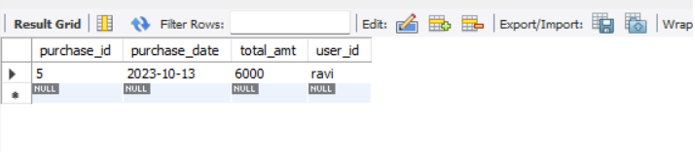 Result Grid Filter Rows: Edit: Export/Import: Wrap
purchase_id purchase_date total_amt user_id
5 2023-10-13 6000 ravi
NULL NULL NULL NULL